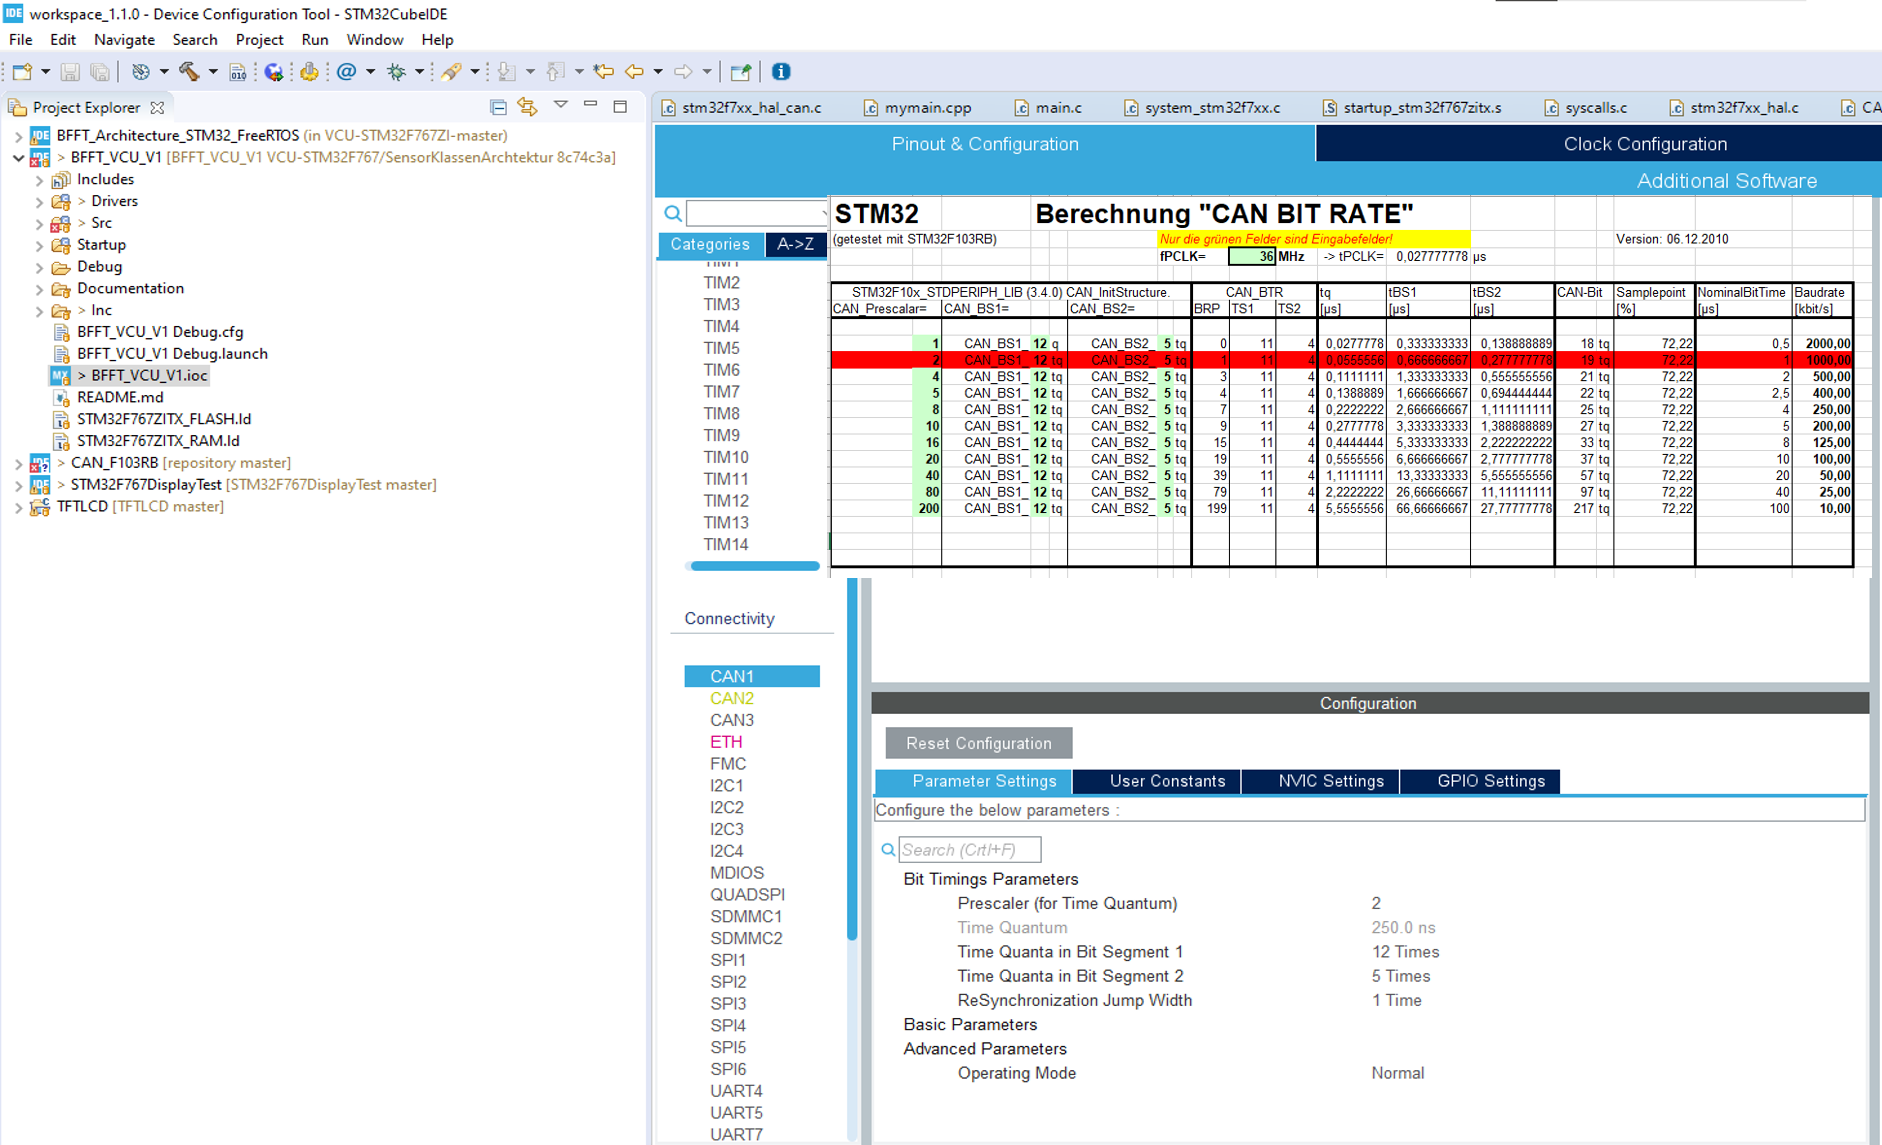 IDE workspace_1.1.0 - Device Configuration Tool - STM32CubeIDE
File Edit Navigate Search Project Run Window Help
Project Explorer
> BFFT_Architecture_STM32_FreeRTOS (in VCU-STM32F767ZI-master)
> BFFT_VCU_V1 [BFFT_VCU_V1 VCU-STM32F767/SensorKlassenArchtektur 8c74c3a]
Includes
> Drivers
> Src
Startup
Debug
Documentation
> Inc
BFFT_VCU_V1 Debug.cfg
BFFT_VCU_V1 Debug.launch
MX > BFFT_VCU_V1.ioc
README.md
STM32F767ZITX_FLASH.ld
STM32F767ZITX_RAM.ld
> CAN_F103RB [repository master]
> STM32F767DisplayTest [STM32F767DisplayTest master]
TFTLCD [TFTLCD master]
stm32f7xx_hal_can.c mymain.cpp main.c system_stm32f7xx.c startup_stm32f767zitx.s syscalls.c stm32f7xx_hal.c CA
Pinout & Configuration Clock Configuration
Additional Software
Categories A->Z
TIM1
TIM2
TIM3
TIM4
TIM5
TIM6
TIM7
TIM8
TIM9
TIM10
TIM11
TIM12
TIM13
TIM14
STM32 Berechnung "CAN BIT RATE"
(getestet mit STM32F103RB) Nur die grünen Felder sind Eingabefelder! Version: 06.12.2010
fPCLK= 36 MHz -> tPCLK= 0,027777778 µs
STM32F10x_STDPERIPH_LIB (3.4.0) CAN_InitStructure. CAN_BTR tq tBS1 tBS2 CAN-Bit Samplepoint NominalBitTime Baudrate
CAN_Prescalar= CAN_BS1= CAN_BS2= BRP TS1 TS2 [µs] [µs] [µs] [%] [µs] [kbit/s]
1 CAN_BS1_ 12 q CAN_BS2_ 5 tq 0 11 4 0,0277778 0,333333333 0,138888889 18 tq 72,22 0,5 2000,00
2 CAN_BS1_ 12 tq CAN_BS2_ 5 tq 1 11 4 0,0555556 0,666666667 0,277777778 19 tq 72,22 1 1000,00
4 CAN_BS1_ 12 tq CAN_BS2_ 5 tq 3 11 4 0,1111111 1,333333333 0,555555556 21 tq 72,22 2 500,00
5 CAN_BS1_ 12 tq CAN_BS2_ 5 tq 4 11 4 0,1388889 1,666666667 0,694444444 22 tq 72,22 2,5 400,00
8 CAN_BS1_ 12 tq CAN_BS2_ 5 tq 7 11 4 0,2222222 2,666666667 1,111111111 25 tq 72,22 4 250,00
10 CAN_BS1_ 12 tq CAN_BS2_ 5 tq 9 11 4 0,2777778 3,333333333 1,388888889 27 tq 72,22 5 200,00
16 CAN_BS1_ 12 tq CAN_BS2_ 5 tq 15 11 4 0,4444444 5,333333333 2,222222222 33 tq 72,22 8 125,00
20 CAN_BS1_ 12 tq CAN_BS2_ 5 tq 19 11 4 0,5555556 6,666666667 2,777777778 37 tq 72,22 10 100,00
40 CAN_BS1_ 12 tq CAN_BS2_ 5 tq 39 11 4 1,1111111 13,33333333 5,555555556 57 tq 72,22 20 50,00
80 CAN_BS1_ 12 tq CAN_BS2_ 5 tq 79 11 4 2,2222222 26,66666667 11,11111111 97 tq 72,22 40 25,00
200 CAN_BS1_ 12 tq CAN_BS2_ 5 tq 199 11 4 5,5555556 66,66666667 27,77777778 217 tq 72,22 100 10,00
Connectivity
CAN1
CAN2
CAN3
ETH
FMC
I2C1
I2C2
I2C3
I2C4
MDIOS
QUADSPI
SDMMC1
SDMMC2
SPI1
SPI2
SPI3
SPI4
SPI5
SPI6
UART4
UART5
UART7
Configuration
Reset Configuration
Parameter Settings User Constants NVIC Settings GPIO Settings
Configure the below parameters :
Search (CrtI+F)
Bit Timings Parameters
Prescaler (for Time Quantum) 2
Time Quantum 250.0 ns
Time Quanta in Bit Segment 1 12 Times
Time Quanta in Bit Segment 2 5 Times
ReSynchronization Jump Width 1 Time
Basic Parameters
Advanced Parameters
Operating Mode Normal